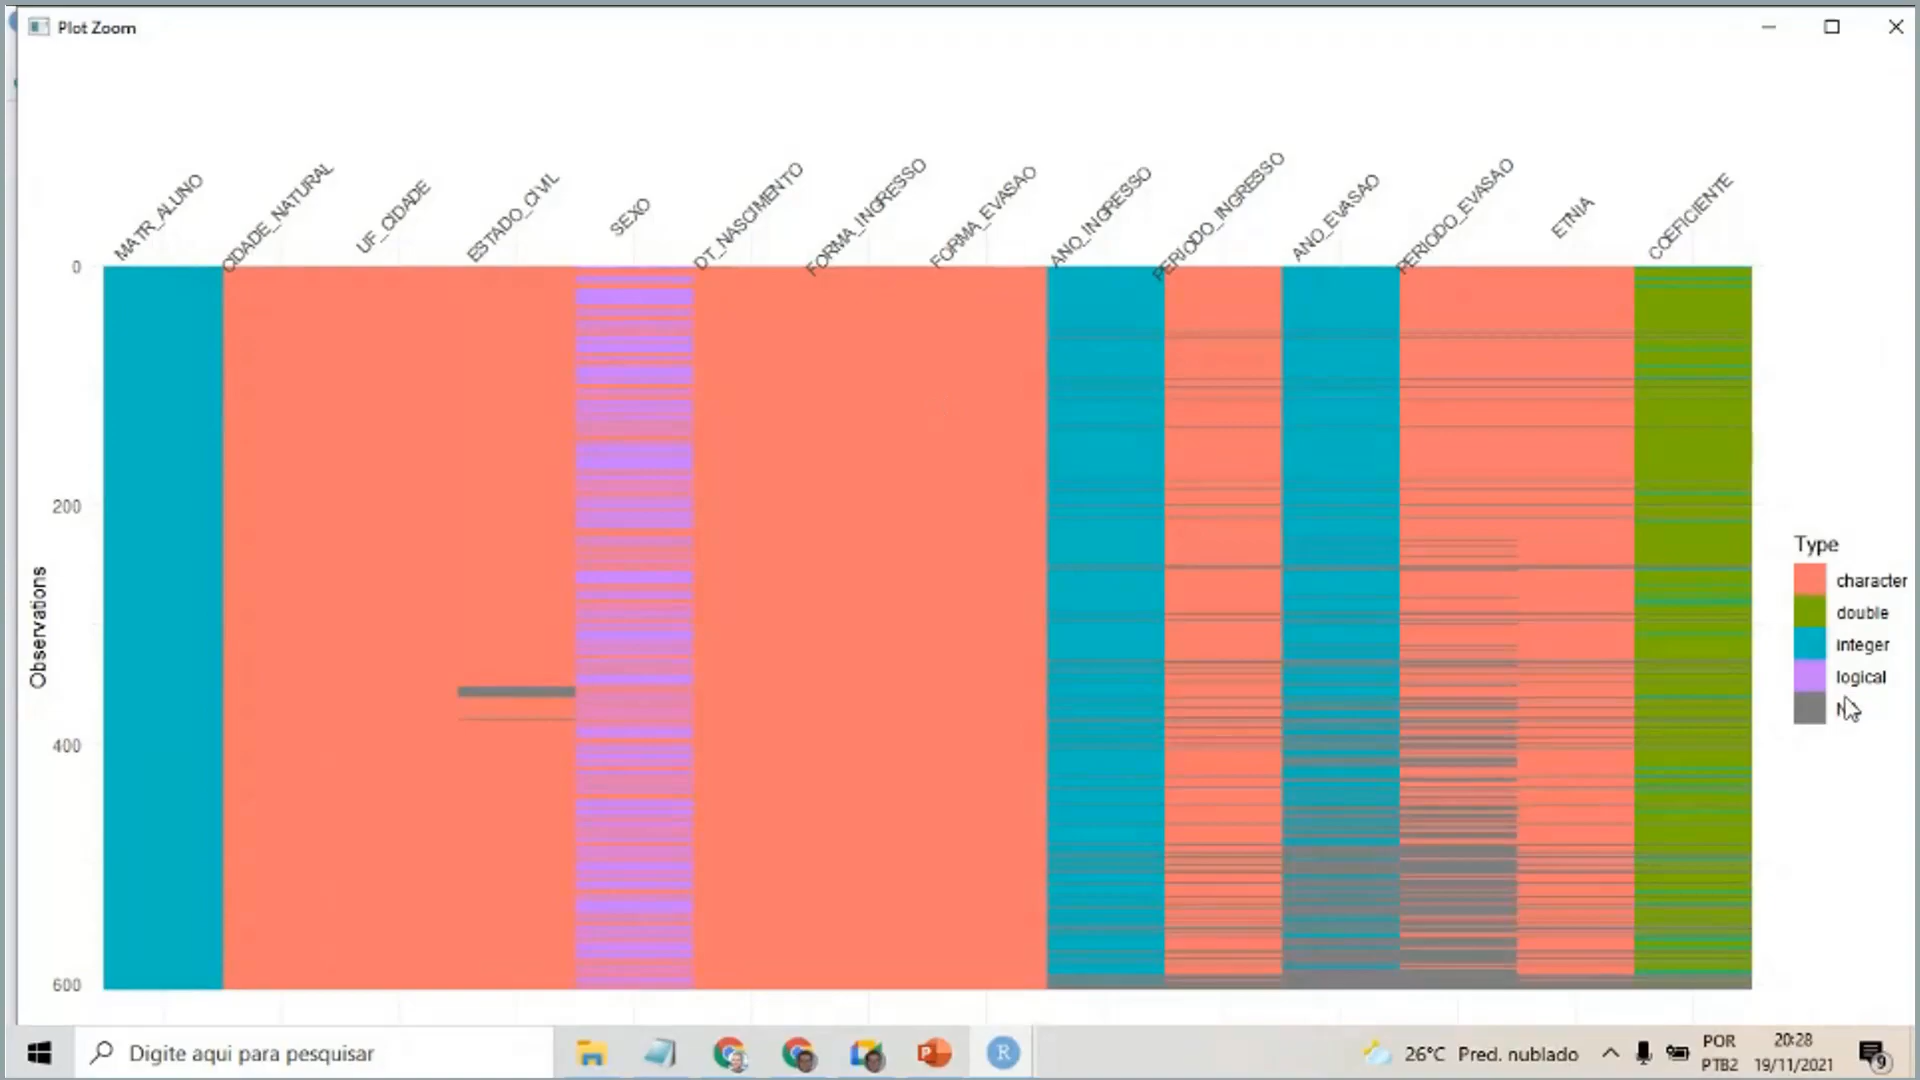 Plot Zoom
MATR_ALUNO
CIDADE_NATURAL
UF_CIDADE
ESTADO_CIVIL
SEXO
DT_NASCIMENTO
FORMA_INGRESSO
FORMA_EVASAO
ANO_INGRESSO
PERIODO_INGRESSO
ANO_EVASAO
PERIODO_EVASAO
ETNIA
COEFICIENTE
0
200
400
600
Observations
Type
character
double
integer
logical
Digite aqui para pesquisar
26°C Pred. nublado
POR
PTB2
20:28
19/11/2021
9